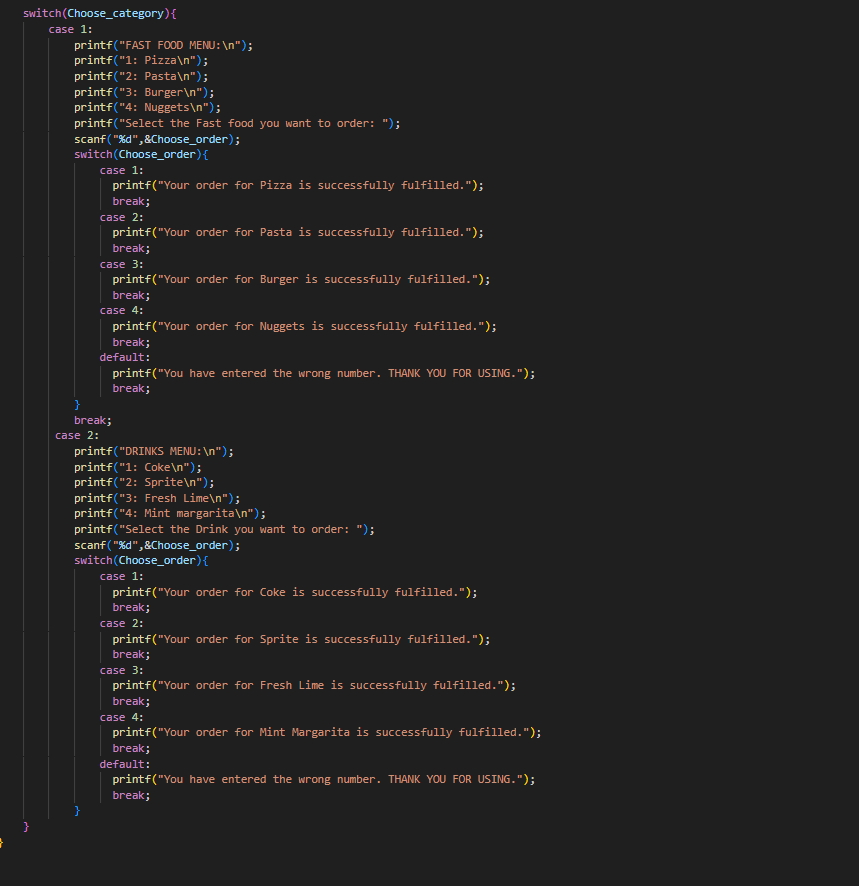 switch(Choose_category){
case 1:
printf("FAST FOOD MENU:\n");
printf("1: Pizza\n");
printf("2: Pasta\n");
printf("3: Burger\n");
printf("4: Nuggets\n");
printf("Select the Fast food you want to order: ");
scanf("%d",&Choose_order);
switch(Choose_order){
case 1:
printf("Your order for Pizza is successfully fulfilled.");
break;
case 2:
printf("Your order for Pasta is successfully fulfilled.");
break;
case 3:
printf("Your order for Burger is successfully fulfilled.");
break;
case 4:
printf("Your order for Nuggets is successfully fulfilled.");
break;
default:
printf("You have entered the wrong number. THANK YOU FOR USING.");
break;
}
break;
case 2:
printf("DRINKS MENU:\n");
printf("1: Coke\n");
printf("2: Sprite\n");
printf("3: Fresh Lime\n");
printf("4: Mint margarita\n");
printf("Select the Drink you want to order: ");
scanf("%d",&Choose_order);
switch(Choose_order){
case 1:
printf("Your order for Coke is successfully fulfilled.");
break;
case 2:
printf("Your order for Sprite is successfully fulfilled.");
break;
case 3:
printf("Your order for Fresh Lime is successfully fulfilled.");
break;
case 4:
printf("Your order for Mint Margarita is successfully fulfilled.");
break;
default:
printf("You have entered the wrong number. THANK YOU FOR USING.");
break;
}
}
}